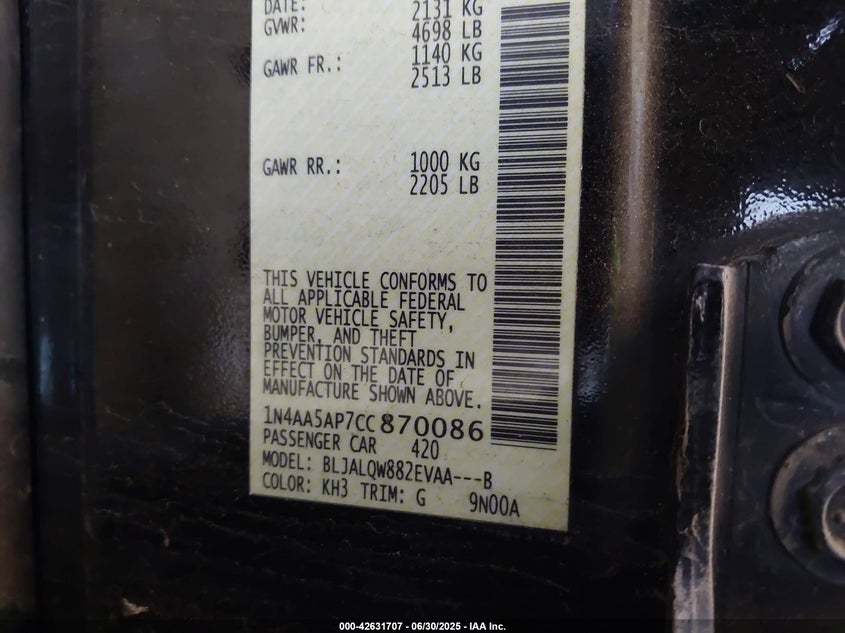 DATE:
2131 KG
GVWR:
4698 LB
1140 KG
GAWR FR.:
2513 LB
GAWR RR.: 1000 KG
2205 LB
THIS VEHICLE CONFORMS TO
ALL APPLICABLE FEDERAL
MOTOR VEHICLE SAFETY,
BUMPER, AND THEFT
PREVENTION STANDARDS IN
EFFECT ON THE DATE OF
MANUFACTURE SHOWN ABOVE.
1N4AA5AP7CC870086
PASSENGER CAR 420
MODEL: BLJALQW882EVAA---B
COLOR: KH3 TRIM: G 9N00A
000-42631707 - 06/30/2025 - IAA Inc.